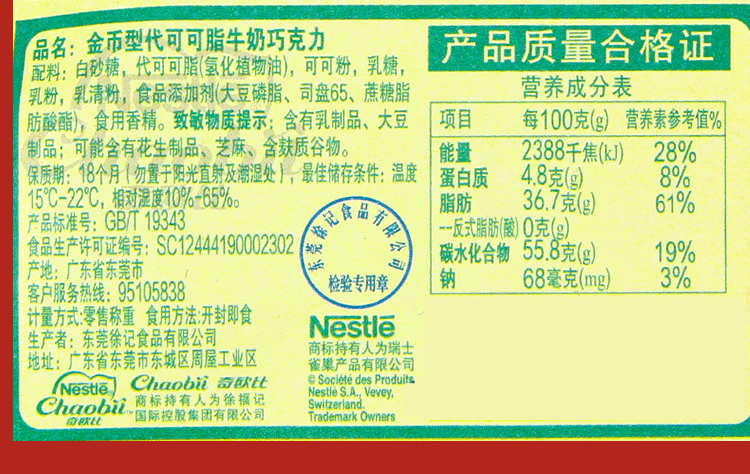 品名：金币型代可可脂牛奶巧克力
配料：白砂糖，代可可脂(氢化植物油)，可可粉，乳糖，
乳粉，乳清粉，食品添加剂(大豆磷脂、司盘65、蔗糖脂
肪酸酯)，食用香精。致敏物质提示：含有乳制品、大豆
制品；可能含有花生制品、芝麻、含麸质谷物。
保质期：18个月(勿置于阳光直射及潮湿处)，最佳储存条件：温度
15℃-22℃，相对湿度10%-65%。
产品标准号：GB/T 19343
食品生产许可证编号：SC12444190002302
产地：广东省东莞市
客户服务热线：95105838
计量方式:零售称重 食用方法:开封即食
生产者：东莞徐记食品有限公司
地址：广东省东莞市东城区周屋工业区
Nestlé
Chaobii
奇欧比
Chaobii 奇欧比
商标持有人为徐福记
国际控股集团有限公司
东莞徐记食品有限公司
检验专用章
Nestlé
商标持有人为瑞士
雀巢产品有限公司
© Société des Produits
Nestlé S.A., Vevey,
Switzerland.
Trademark Owners
产品质量合格证
营养成分表
项目 每100克(g) 营养素参考值%
能量 2388千焦(kJ) 28%
蛋白质 4.8克(g) 8%
脂肪 36.7克(g) 61%
--反式脂肪(酸) 0克(g)
碳水化合物 55.8克(g) 19%
钠 68毫克(mg) 3%